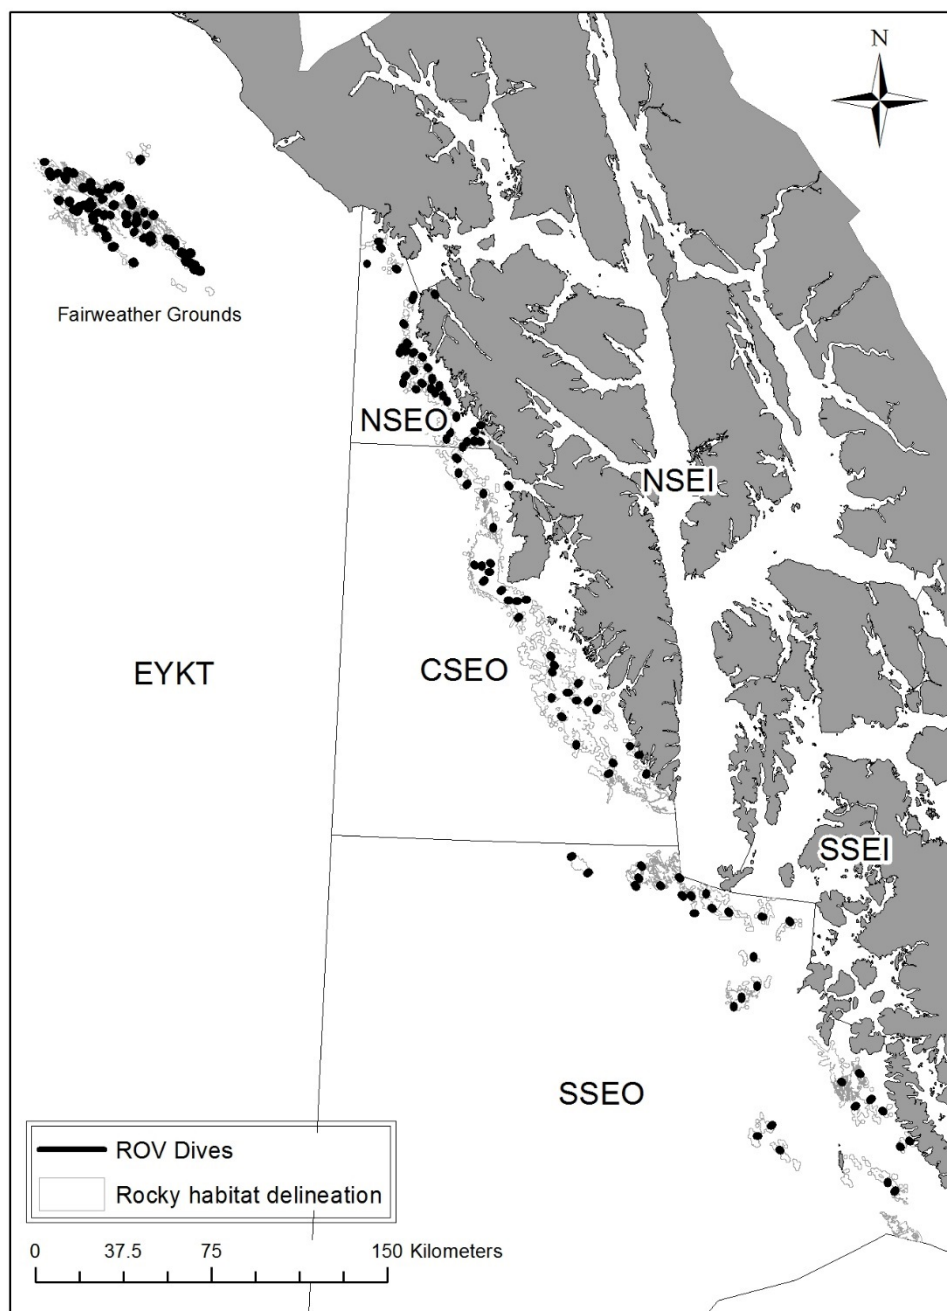 N
Fairweather Grounds
NSEO
NSEI
EYKT
CSEO
SSEI
SSEO
ROV Dives
Rocky habitat delineation
0 37.5 75 150 Kilometers